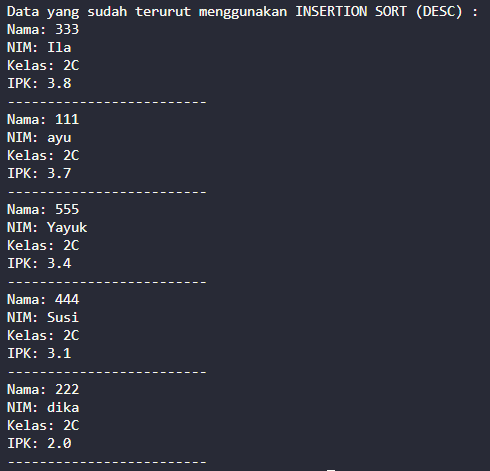 Data yang sudah terurut menggunakan INSERTION SORT (DESC) :
Nama: 333
NIM: Ila
Kelas: 2C
IPK: 3.8
-------------------------
Nama: 111
NIM: ayu
Kelas: 2C
IPK: 3.7
-------------------------
Nama: 555
NIM: Yayuk
Kelas: 2C
IPK: 3.4
-------------------------
Nama: 444
NIM: Susi
Kelas: 2C
IPK: 3.1
-------------------------
Nama: 222
NIM: dika
Kelas: 2C
IPK: 2.0
-------------------------